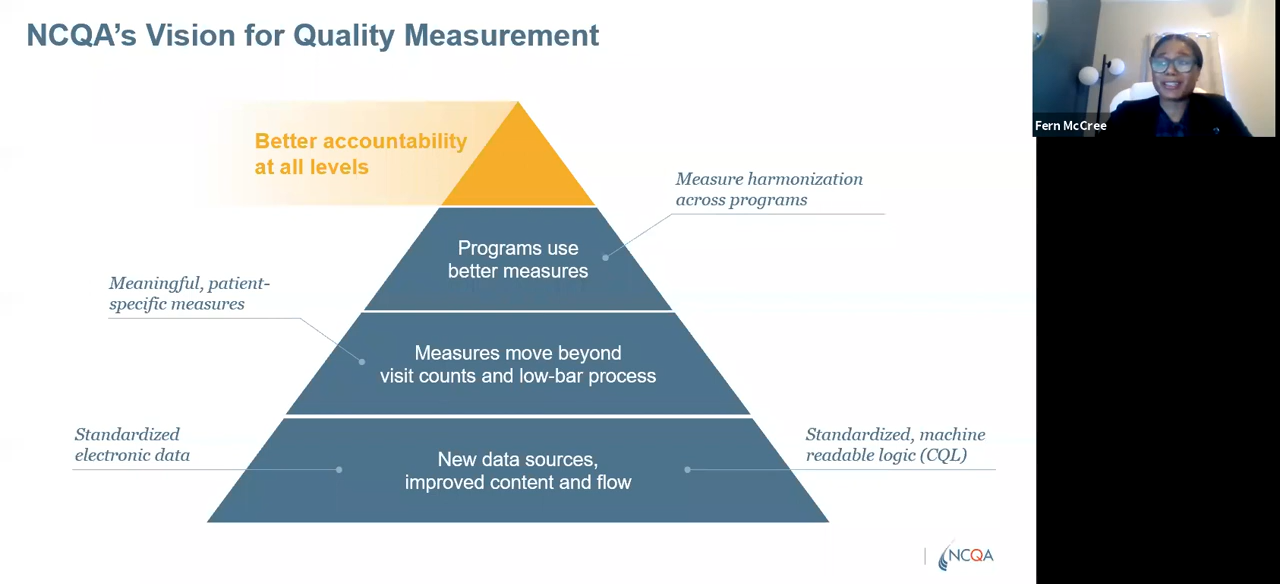 NCQA's Vision for Quality Measurement
Fern McCree
Better accountability
at all levels
Measure harmonization
across programs
Programs use
better measures
Meaningful, patient-
specific measures
Measures move beyond
visit counts and low-bar process
Standardized
electronic data
Standardized, machine
readable logic (CQL)
New data sources,
improved content and flow
NCQA